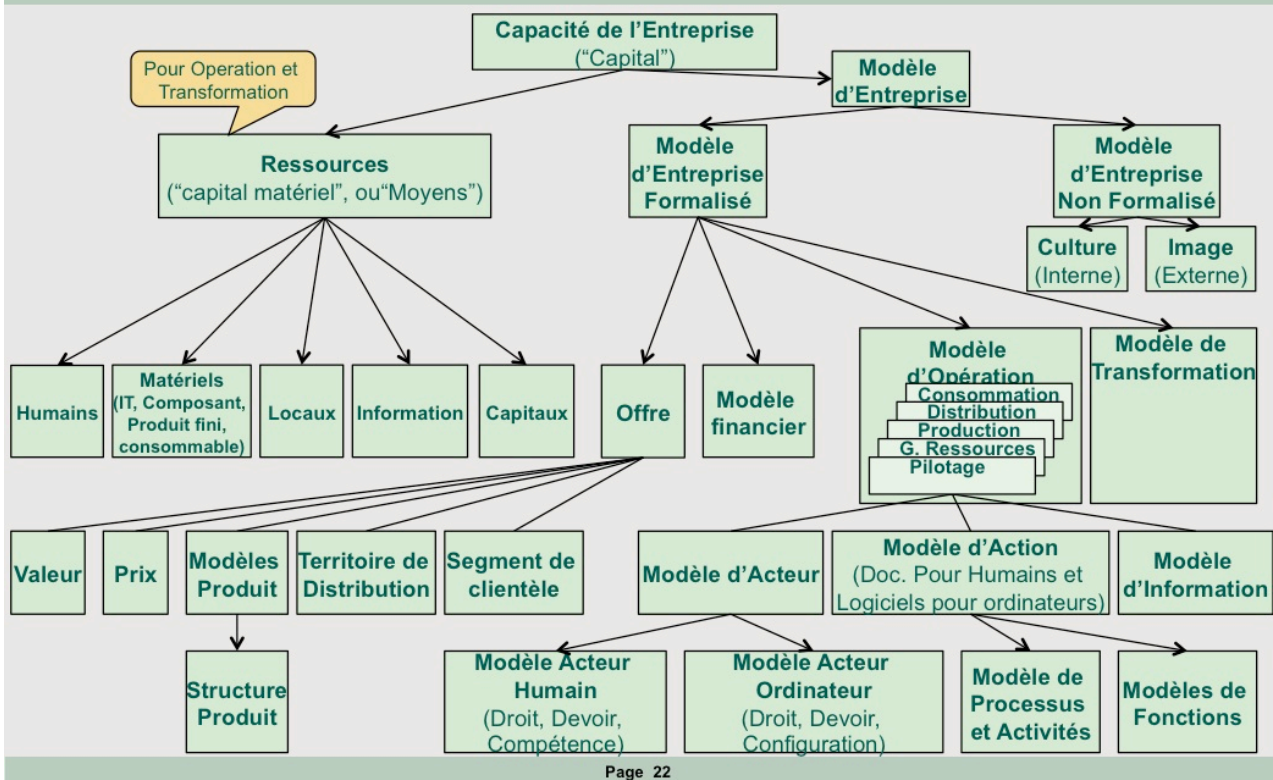 Capacité de l'Entreprise
(“Capital”)
Pour Operation et
Transformation
Modèle
d'Entreprise
Ressources
(“capital matériel”, ou“Moyens”)
Modèle
d'Entreprise
Formalisé
Modèle
d'Entreprise
Non Formalisé
Culture
(Interne)
Image
(Externe)
Humains
Matériels
(IT, Composant,
Produit fini,
consommable)
Locaux
Information
Capitaux
Offre
Modèle
financier
Modèle
d'Opération
Consommation
Distribution
Production
G. Ressources
Pilotage
Modèle de
Transformation
Valeur
Prix
Modèles
Produit
Territoire de
Distribution
Segment de
clientèle
Modèle d'Acteur
Modèle d'Action
(Doc. Pour Humains et
Logiciels pour ordinateurs)
Modèle
d'Information
Structure
Produit
Modèle Acteur
Humain
(Droit, Devoir,
Compétence)
Modèle Acteur
Ordinateur
(Droit, Devoir,
Configuration)
Modèle de
Processus
et Activités
Modèles de
Fonctions
Page 22